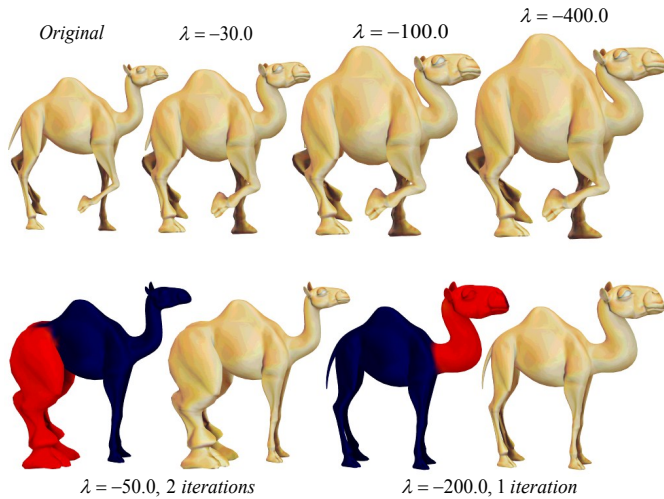 Original
λ = −30.0
λ = −100.0
λ = −400.0
λ = −50.0, 2 iterations
λ = −200.0, 1 iteration